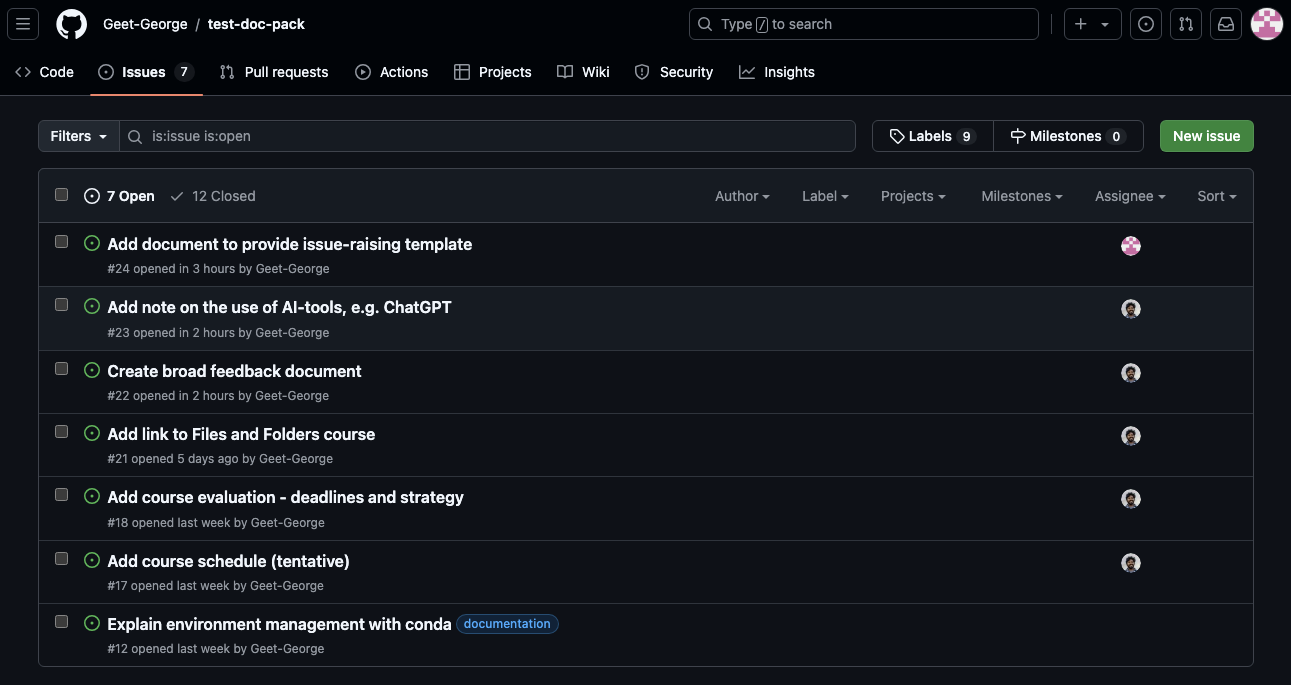 Geet-George / test-doc-pack
Type / to search
Code
Issues 7
Pull requests
Actions
Projects
Wiki
Security
Insights
Filters
is:issue is:open
Labels 9
Milestones 0
New issue
7 Open
12 Closed
Author
Label
Projects
Milestones
Assignee
Sort
Add document to provide issue-raising template
#24 opened in 3 hours by Geet-George
Add note on the use of AI-tools, e.g. ChatGPT
#23 opened in 2 hours by Geet-George
Create broad feedback document
#22 opened in 2 hours by Geet-George
Add link to Files and Folders course
#21 opened 5 days ago by Geet-George
Add course evaluation - deadlines and strategy
#18 opened last week by Geet-George
Add course schedule (tentative)
#17 opened last week by Geet-George
Explain environment management with conda documentation
#12 opened last week by Geet-George